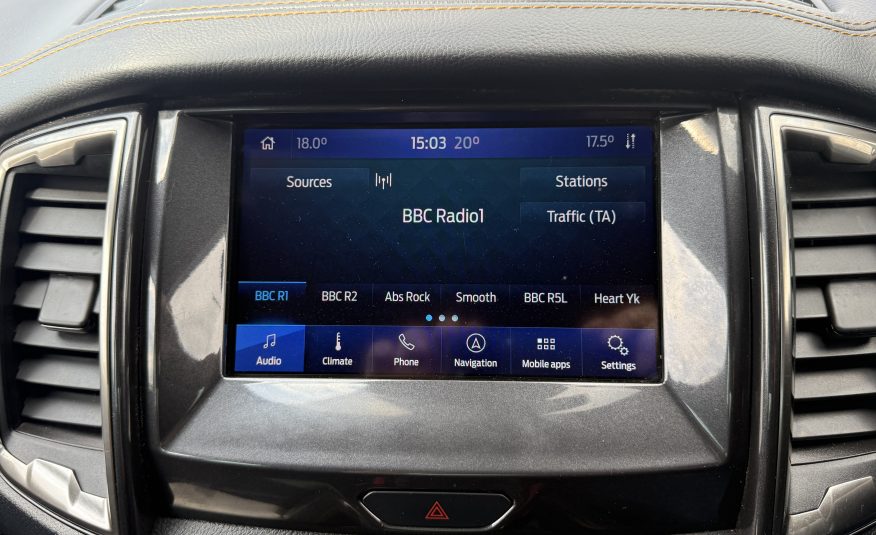 18.0° 15:03 20° 17.5°
Sources Stations
BBC Radio1 Traffic (TA)
BBC R1 BBC R2 Abs Rock Smooth BBC R5L Heart Yk
Audio Climate Phone Navigation Mobile apps Settings